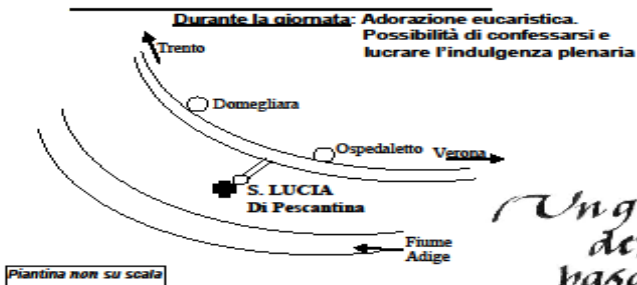 Durante la giornata: Adorazione eucaristica.
Possibilità di confessarsi e
lucrare l'indulgenza plenaria
Trento
Domegliara
Ospedaletto
Verona
S. LUCIA
Di Pescantina
Fiume
Adige
Piantina non su scala
Un